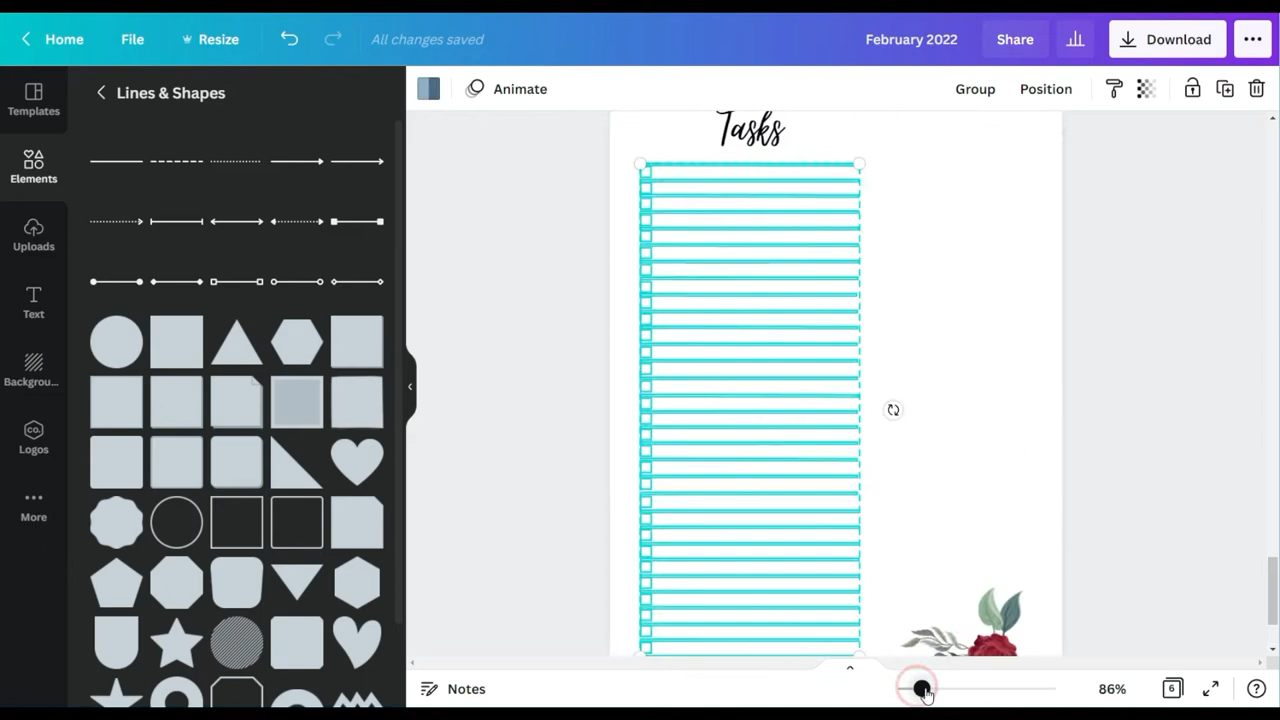 Home File Resize All changes saved February 2022 Share Download
Templates
Elements
Uploads
Text
Backgrou...
Logos
More
CO.
Lines & Shapes
Animate Group Position
Tasks
Notes 86% 6 ?